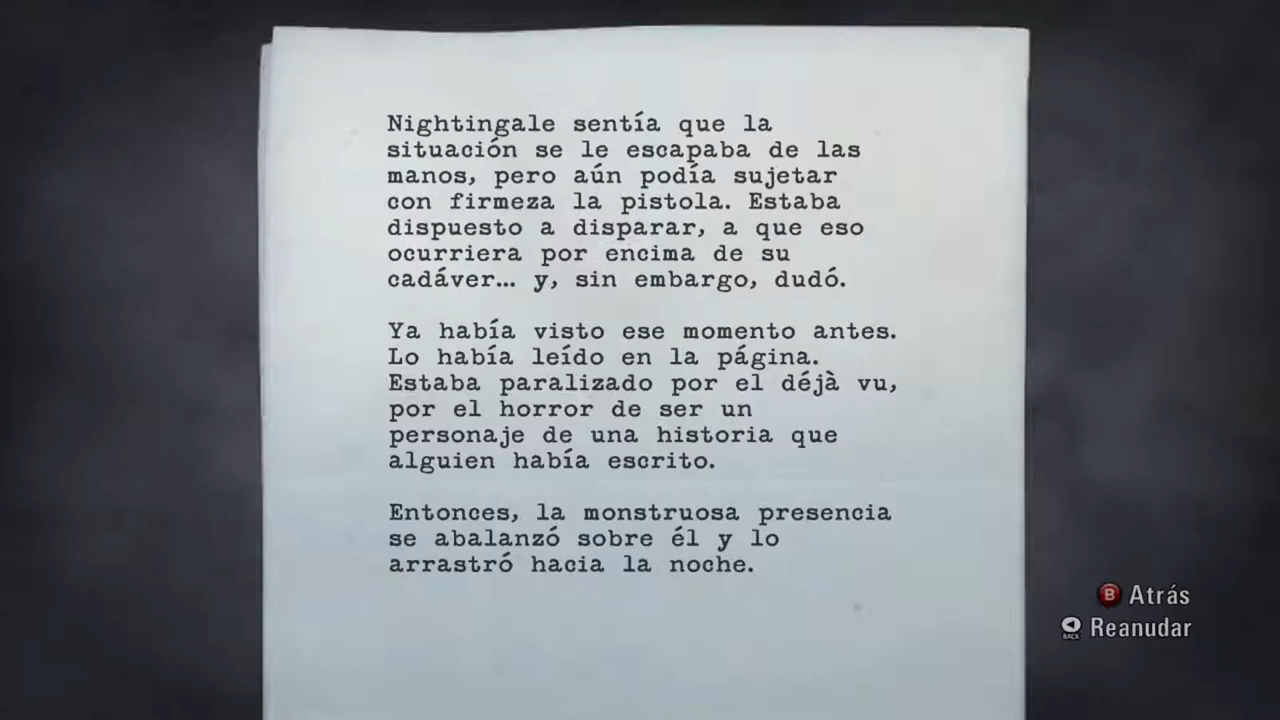 Nightingale sentía que la
situación se le escapaba de las
manos, pero aún podía sujetar
con firmeza la pistola. Estaba
dispuesto a disparar, a que eso
ocurriera por encima de su
cadáver... y, sin embargo, dudó.
Ya había visto ese momento antes.
Lo había leído en la página.
Estaba paralizado por el déjà vu,
por el horror de ser un
personaje de una historia que
alguien había escrito.
Entonces, la monstruosa presencia
se abalanzó sobre él y lo
arrastró hacia la noche.
B Atrás
BACK Reanudar